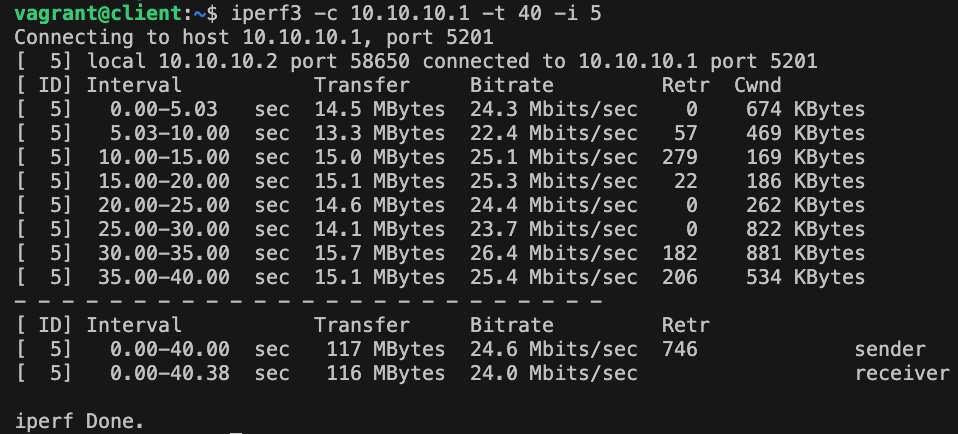 vagrant@client:~$ iperf3 -c 10.10.10.1 -t 40 -i 5
Connecting to host 10.10.10.1, port 5201
[  5] local 10.10.10.2 port 58650 connected to 10.10.10.1 port 5201
[ ID] Interval           Transfer     Bitrate         Retr  Cwnd
[  5]   0.00-5.03   sec  14.5 MBytes  24.3 Mbits/sec    0    674 KBytes
[  5]   5.03-10.00  sec  13.3 MBytes  22.4 Mbits/sec   57    469 KBytes
[  5]  10.00-15.00  sec  15.0 MBytes  25.1 Mbits/sec  279    169 KBytes
[  5]  15.00-20.00  sec  15.1 MBytes  25.3 Mbits/sec   22    186 KBytes
[  5]  20.00-25.00  sec  14.6 MBytes  24.4 Mbits/sec    0    262 KBytes
[  5]  25.00-30.00  sec  14.1 MBytes  23.7 Mbits/sec    0    822 KBytes
[  5]  30.00-35.00  sec  15.7 MBytes  26.4 Mbits/sec  182    881 KBytes
[  5]  35.00-40.00  sec  15.1 MBytes  25.4 Mbits/sec  206    534 KBytes
- - - - - - - - - - - - - - - - - - - - - - - - -
[ ID] Interval           Transfer     Bitrate         Retr
[  5]   0.00-40.00  sec   117 MBytes  24.6 Mbits/sec  746             sender
[  5]   0.00-40.38  sec   116 MBytes  24.0 Mbits/sec                  receiver
iperf Done.